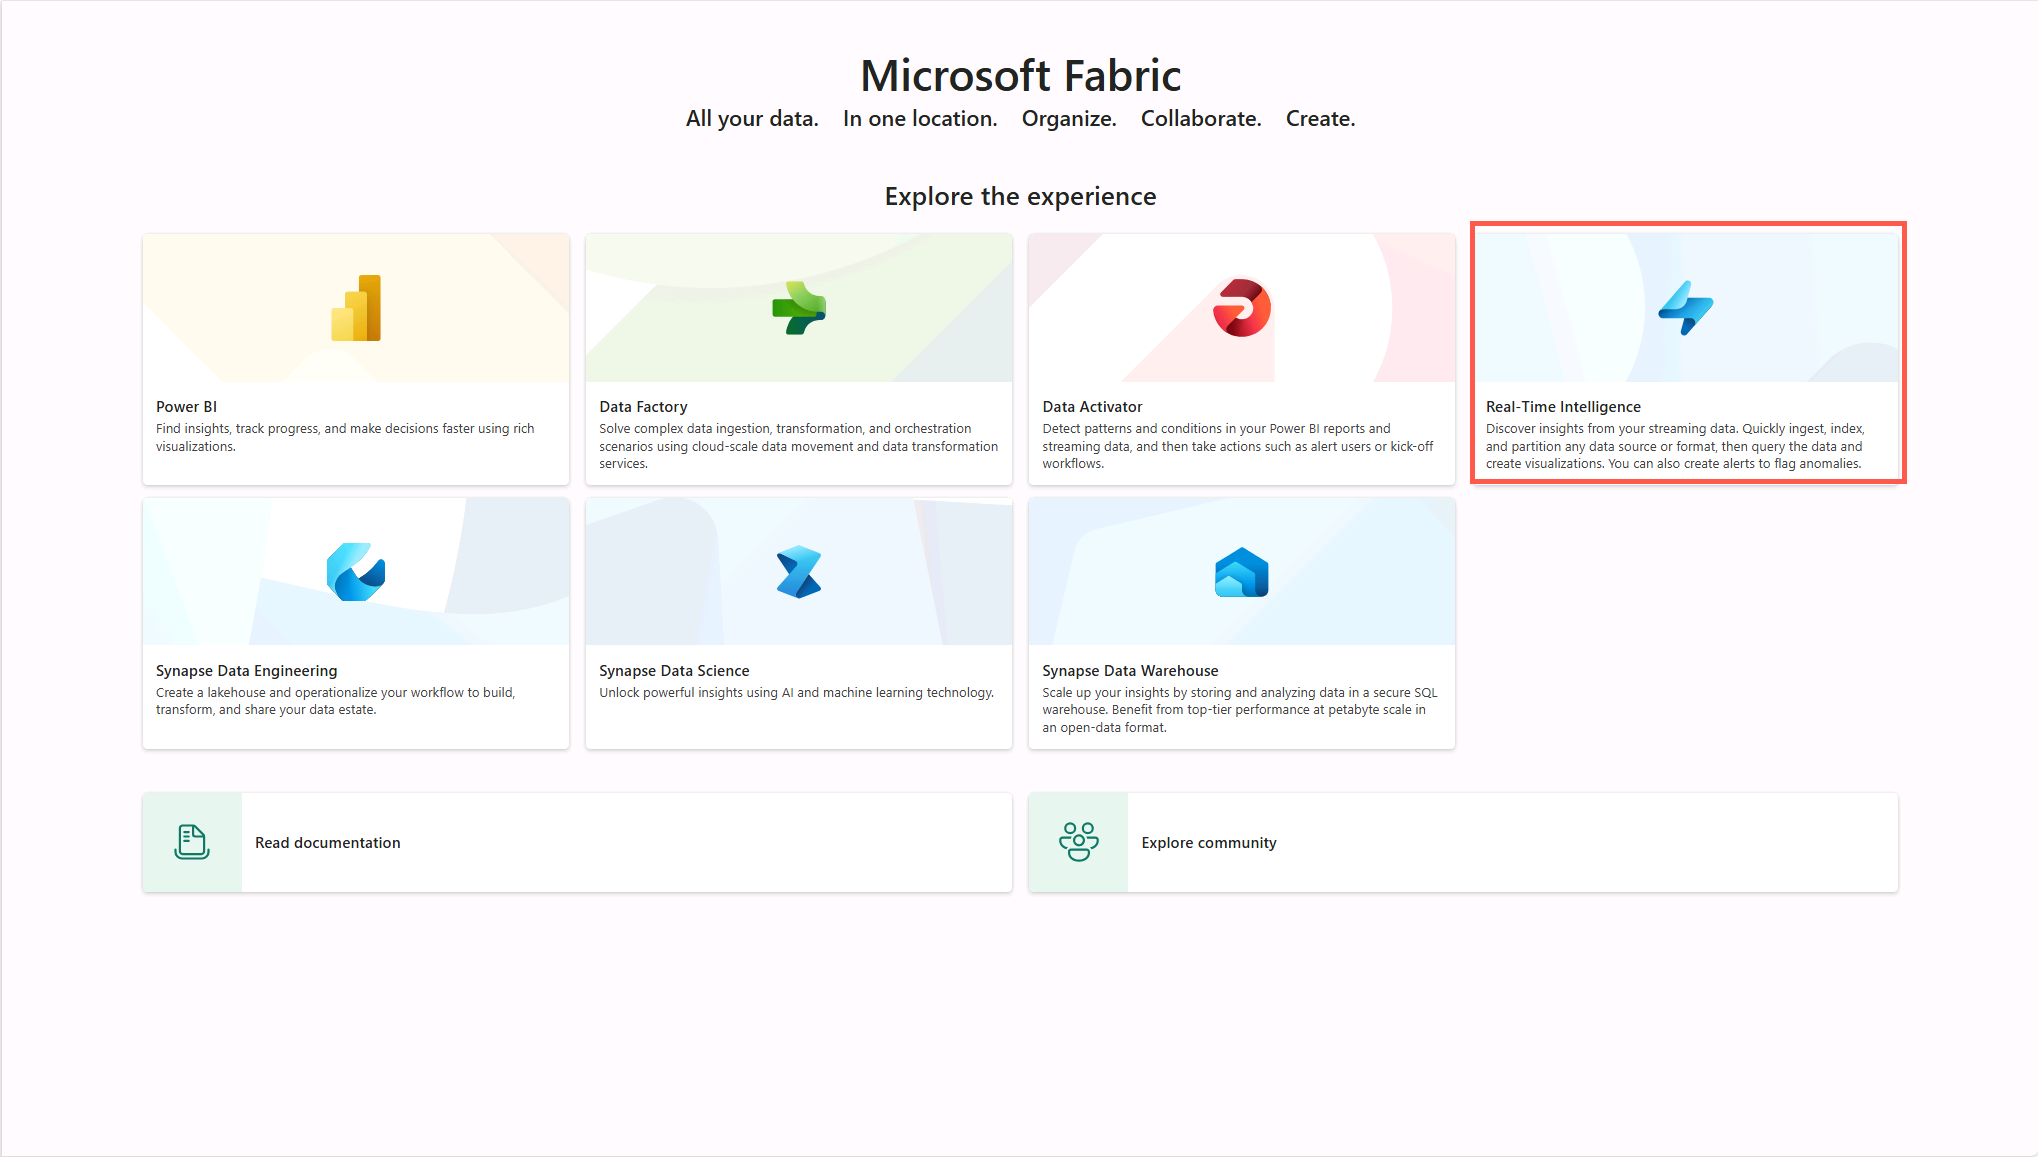 Microsoft Fabric
All your data. In one location. Organize. Collaborate. Create.
Explore the experience
Power BI
Find insights, track progress, and make decisions faster using rich
visualizations.
Data Factory
Solve complex data ingestion, transformation, and orchestration
scenarios using cloud-scale data movement and data transformation
services.
Data Activator
Detect patterns and conditions in your Power BI reports and
streaming data, and then take actions such as alert users or kick-off
workflows.
Real-Time Intelligence
Discover insights from your streaming data. Quickly ingest, index,
and partition any data source or format, then query the data and
create visualizations. You can also create alerts to flag anomalies.
Synapse Data Engineering
Create a lakehouse and operationalize your workflow to build,
transform, and share your data estate.
Synapse Data Science
Unlock powerful insights using AI and machine learning technology.
Synapse Data Warehouse
Scale up your insights by storing and analyzing data in a secure SQL
warehouse. Benefit from top-tier performance at petabyte scale in
an open-data format.
Read documentation
Explore community